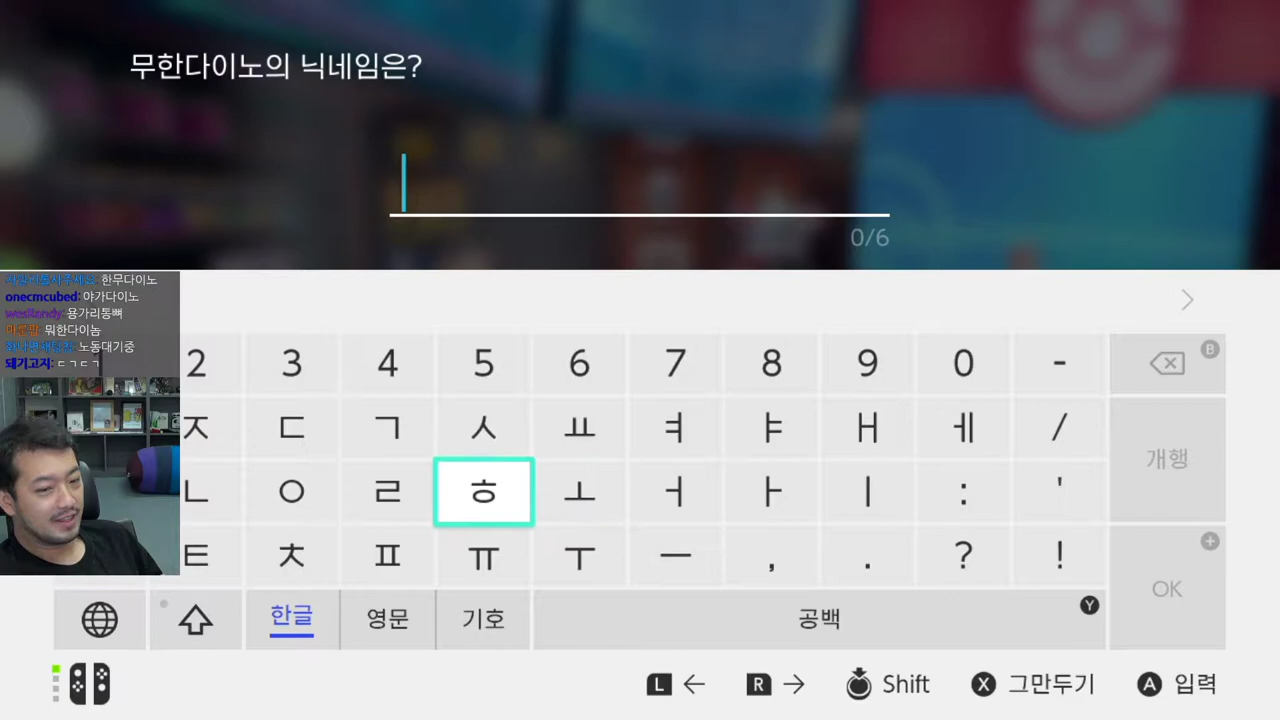 무한다이노의 닉네임은?
0/6
한무다이노
onecmcubed: 야가다이노
wesRandy: 용가리통뼈
뭐한다이놈
노동대기중
돼기고지: ㄷㄱㄷㄱ
2 3 4 5 6 7 8 9 0 -
B
ㅈ ㄷ ㄱ ㅅ ㅛ ㅕ ㅑ ㅐ ㅔ /
개행
ㄴ ㅇ ㄹ ㅎ ㅗ ㅓ ㅏ ㅣ : '
ㅌ ㅊ ㅍ ㅠ ㅜ ㅡ , . ? !
+
OK
한글 영문 기호 공백 Y
L ← R → Shift X 그만두기 A 입력